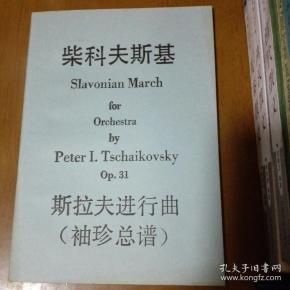 柴科夫斯基
Slavonian March
for
Orchestra
by
Peter I. Tschaikovsky
Op. 31
斯拉夫进行曲
（袖珍总谱）
孔夫子旧书网